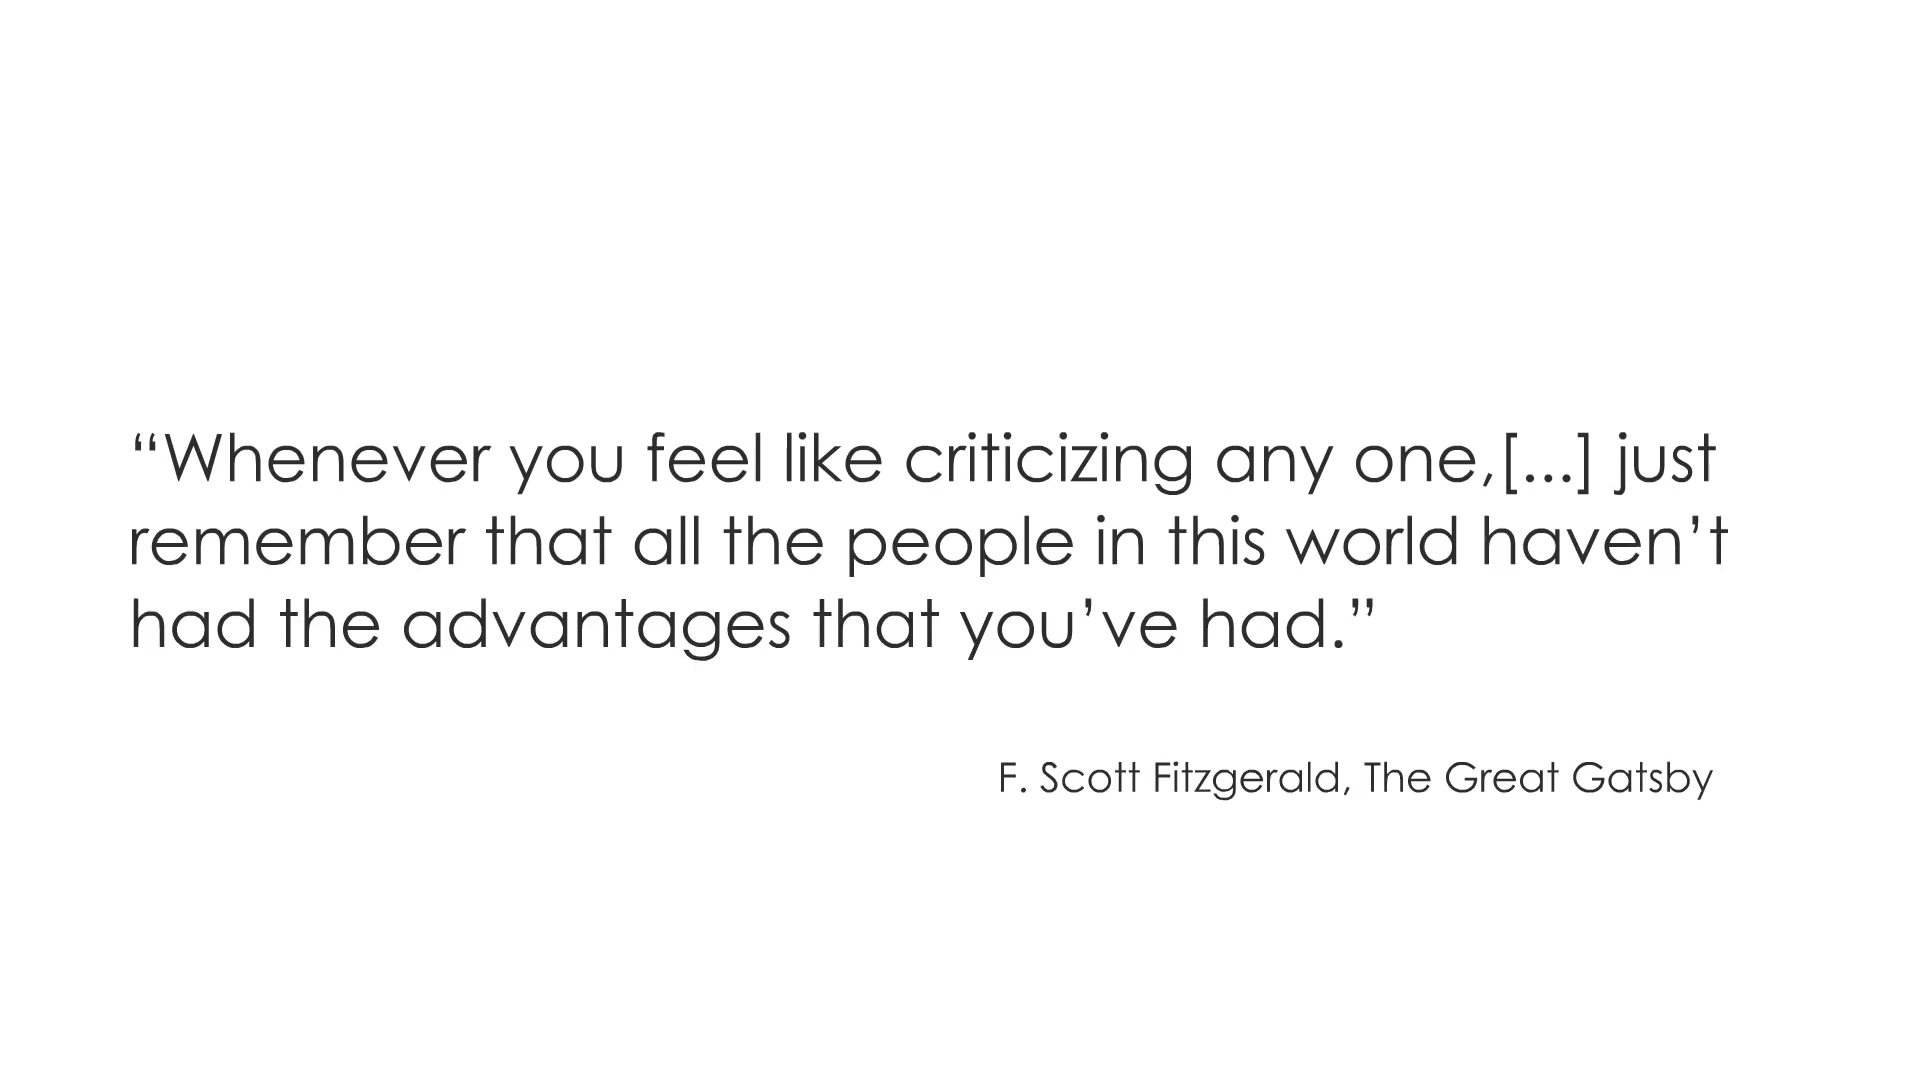 “Whenever you feel like criticizing any one,[...] just
remember that all the people in this world haven’t
had the advantages that you’ve had.”
F. Scott Fitzgerald, The Great Gatsby